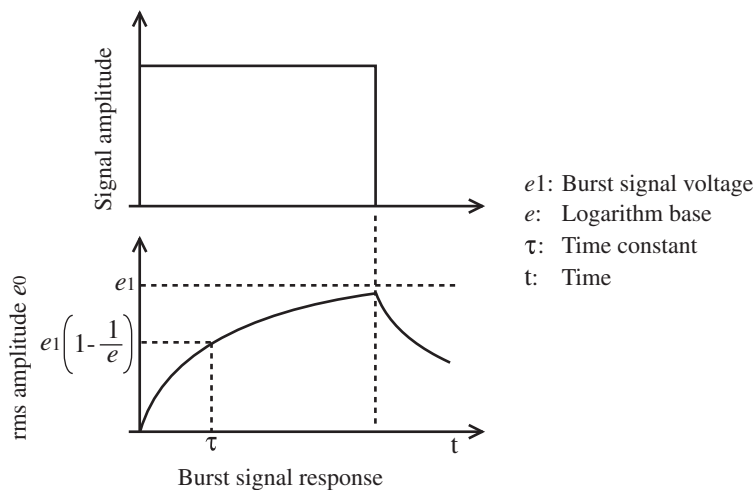 Signal amplitude
e1: Burst signal voltage
e: Logarithm base
τ: Time constant
t: Time
rms amplitude e0
e1
e1(1-1/e)
τ
t
Burst signal response